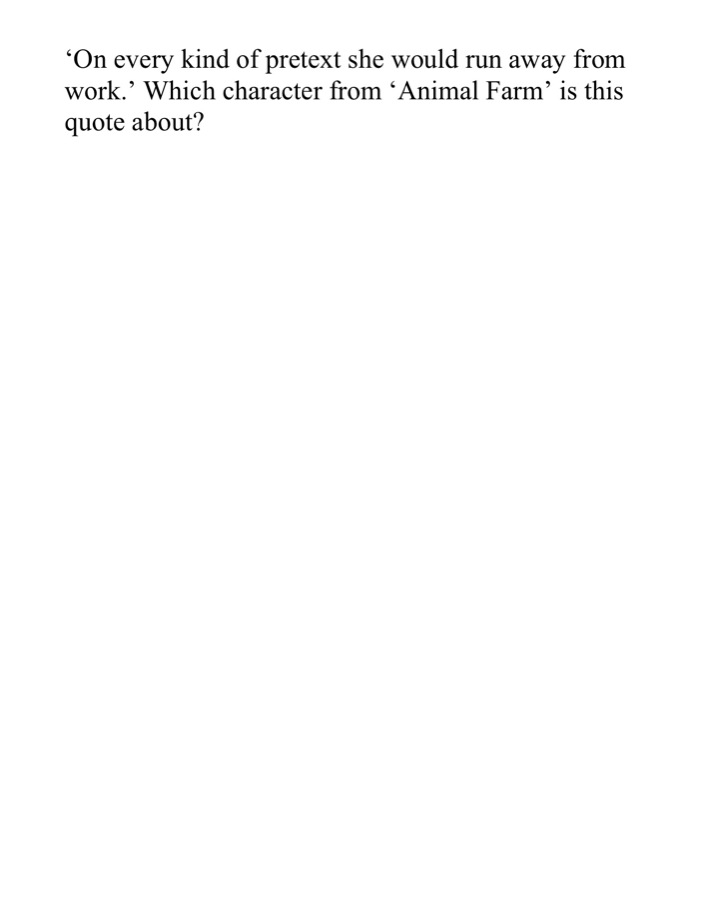 ‘On every kind of pretext she would run away from
work.’ Which character from ‘Animal Farm’ is this
quote about?